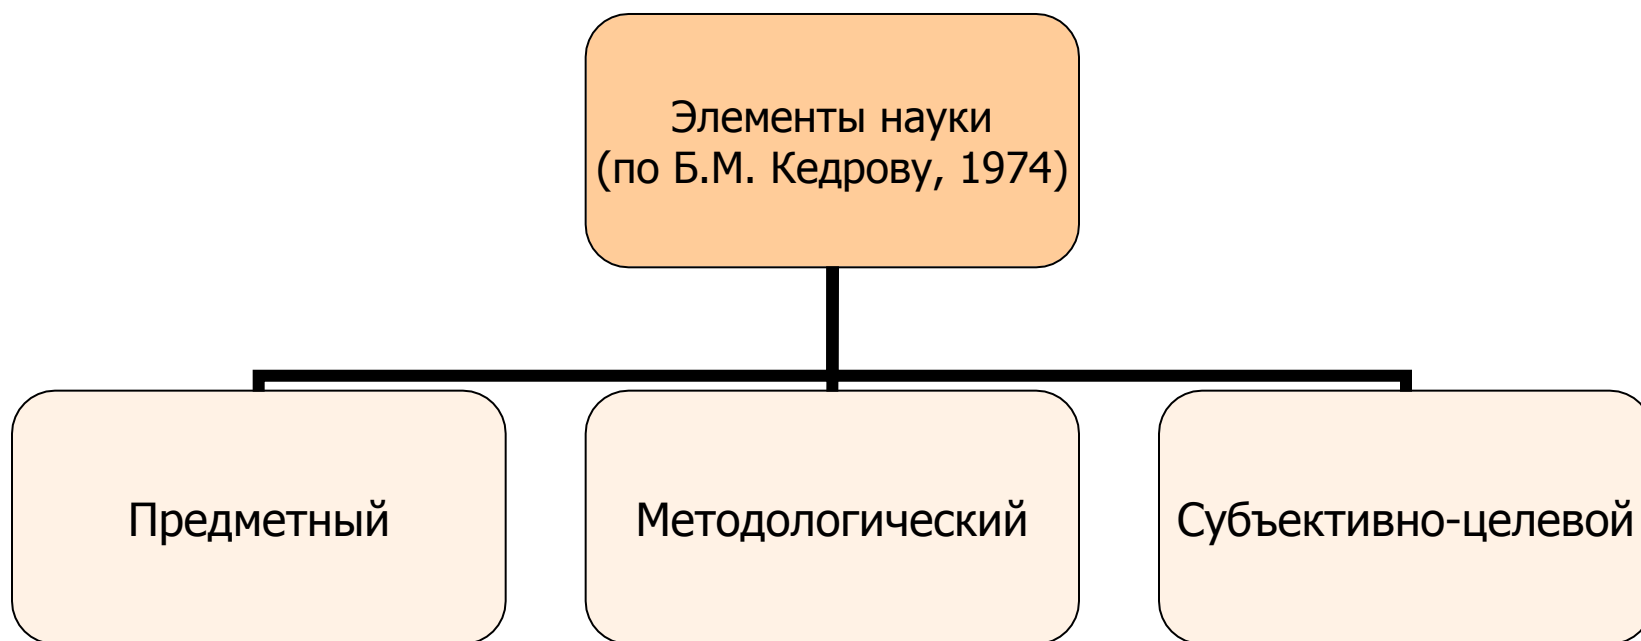 Элементы науки
(по Б.М. Кедрову, 1974)
Предметный
Методологический
Субъективно-целевой